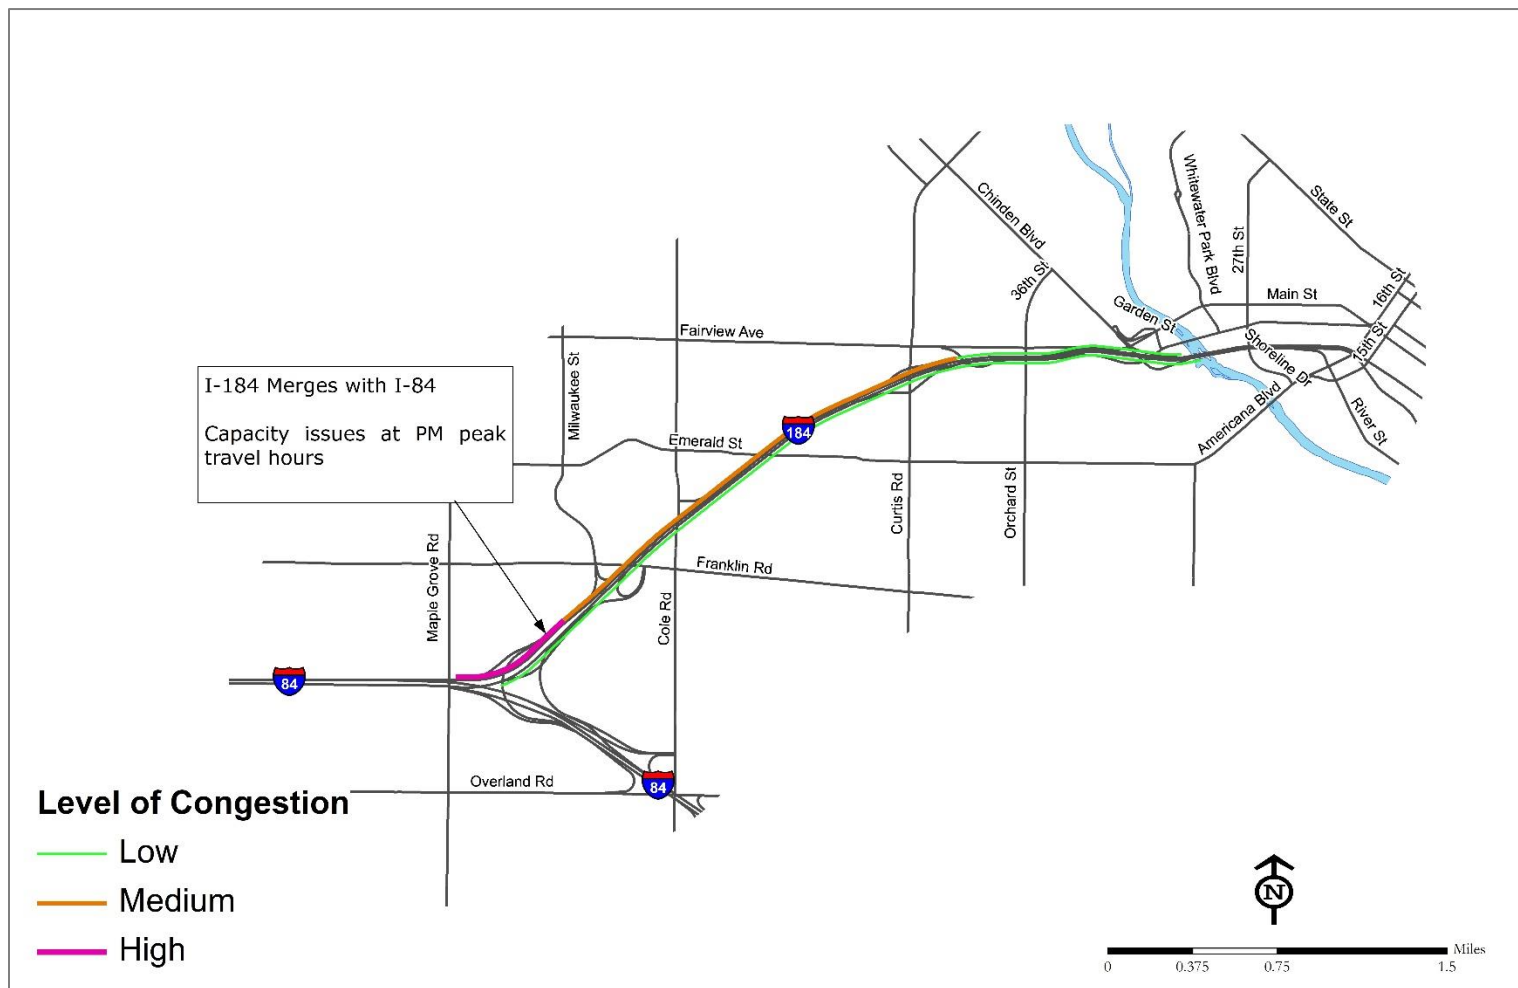 Chinden Blvd
Whitewater Park Blvd
State St
27th St
36th St
16th St
Main St
Garden St
Fairview Ave
Shoreline Dr
15th St
I-184 Merges with I-84
Capacity issues at PM peak
travel hours
Milwaukee St
184
Emerald St
Americana Blvd
River St
Curtis Rd
Orchard St
Maple Grove Rd
Franklin Rd
Cole Rd
84
Overland Rd
84
Level of Congestion
Low
Medium
High
N
Miles
0 0.375 0.75 1.5